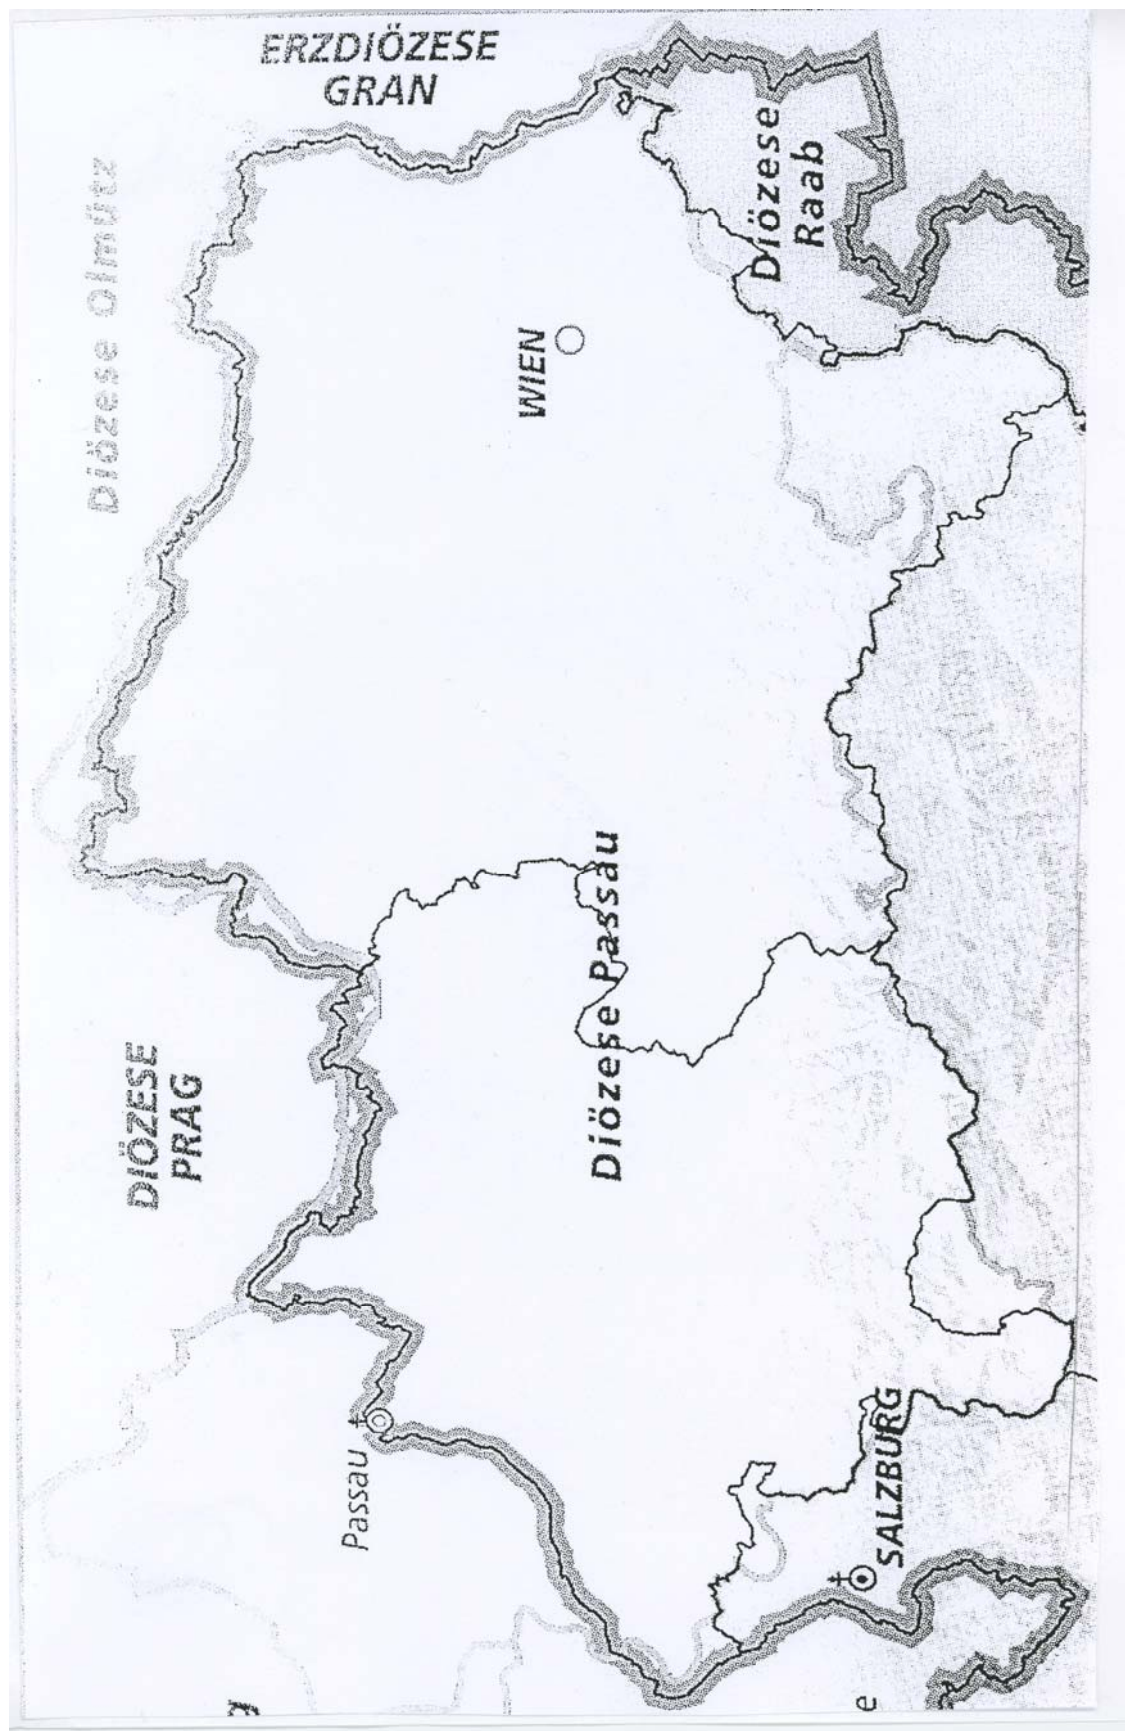 ERZDIÖZESE
GRAN
Diözese Olmütz
Diözese
Raab
WIEN
DIÖZESE
PRAG
Diözese Passau
Passau
SALZBURG
g
e